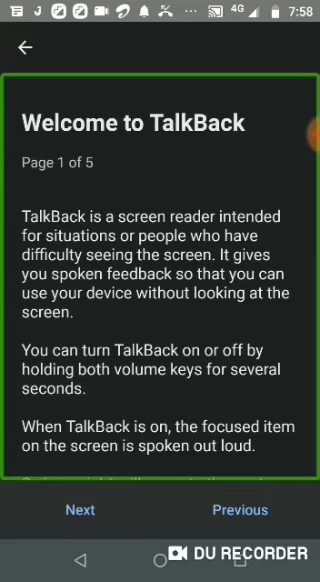 4G 7:58
Welcome to TalkBack
Page 1 of 5
TalkBack is a screen reader intended
for situations or people who have
difficulty seeing the screen. It gives
you spoken feedback so that you can
use your device without looking at the
screen.
You can turn TalkBack on or off by
holding both volume keys for several
seconds.
When TalkBack is on, the focused item
on the screen is spoken out loud.
Next Previous
DU RECORDER